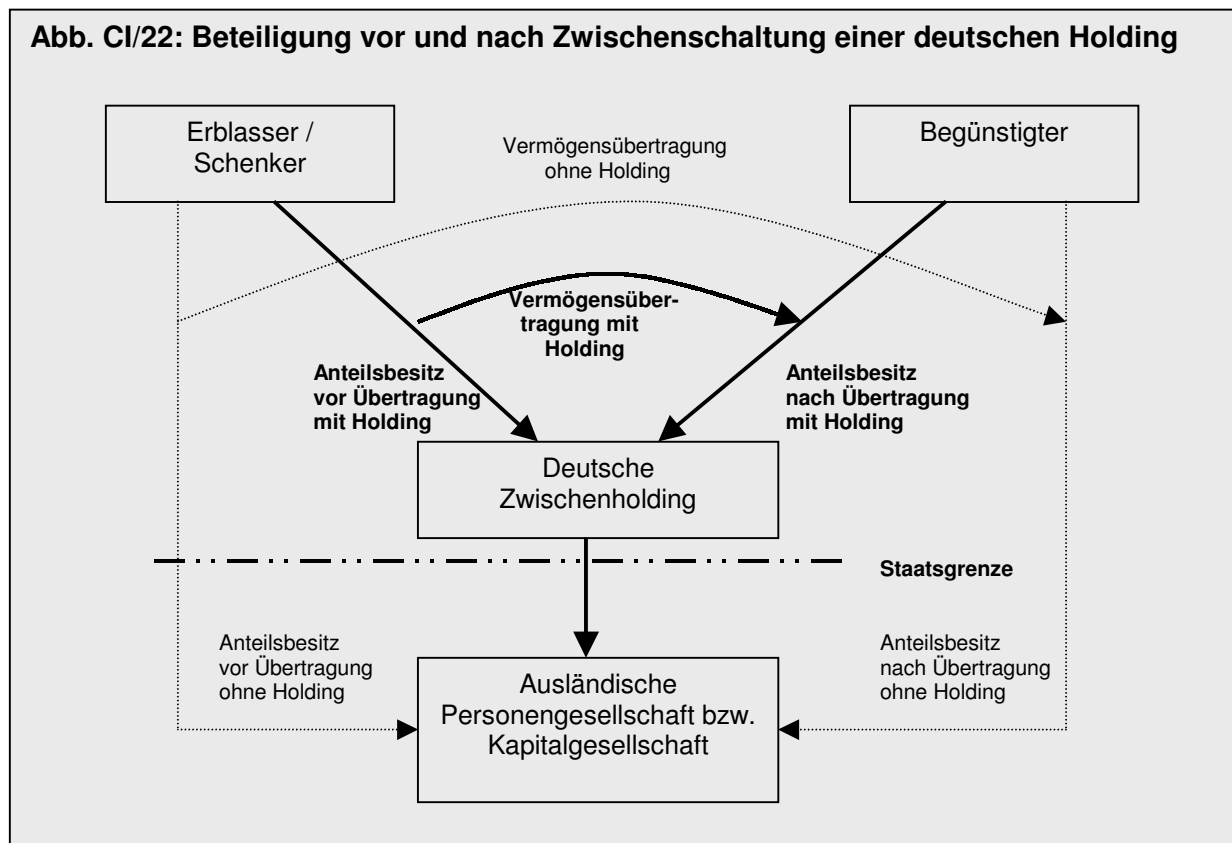 Abb. CI/22: Beteiligung vor und nach Zwischenschaltung einer deutschen Holding
Erblasser /
Schenker
Vermögensübertragung
ohne Holding
Begünstigter
Vermögensüber-
tragung mit
Holding
Anteilsbesitz
vor Übertragung
mit Holding
Anteilsbesitz
nach Übertragung
mit Holding
Deutsche
Zwischenholding
Staatsgrenze
Anteilsbesitz
vor Übertragung
ohne Holding
Ausländische
Personengesellschaft bzw.
Kapitalgesellschaft
Anteilsbesitz
nach Übertragung
ohne Holding